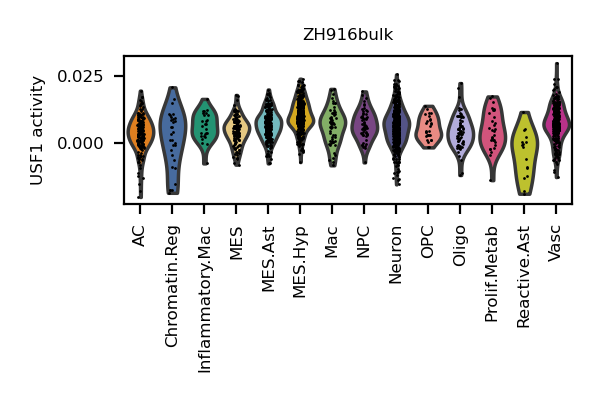 ZH916bulk
USF1 activity
0.025
0.000
AC
Chromatin.Reg
Inflammatory.Mac
MES
MES.Ast
MES.Hyp
Mac
NPC
Neuron
OPC
Oligo
Prolif.Metab
Reactive.Ast
Vasc